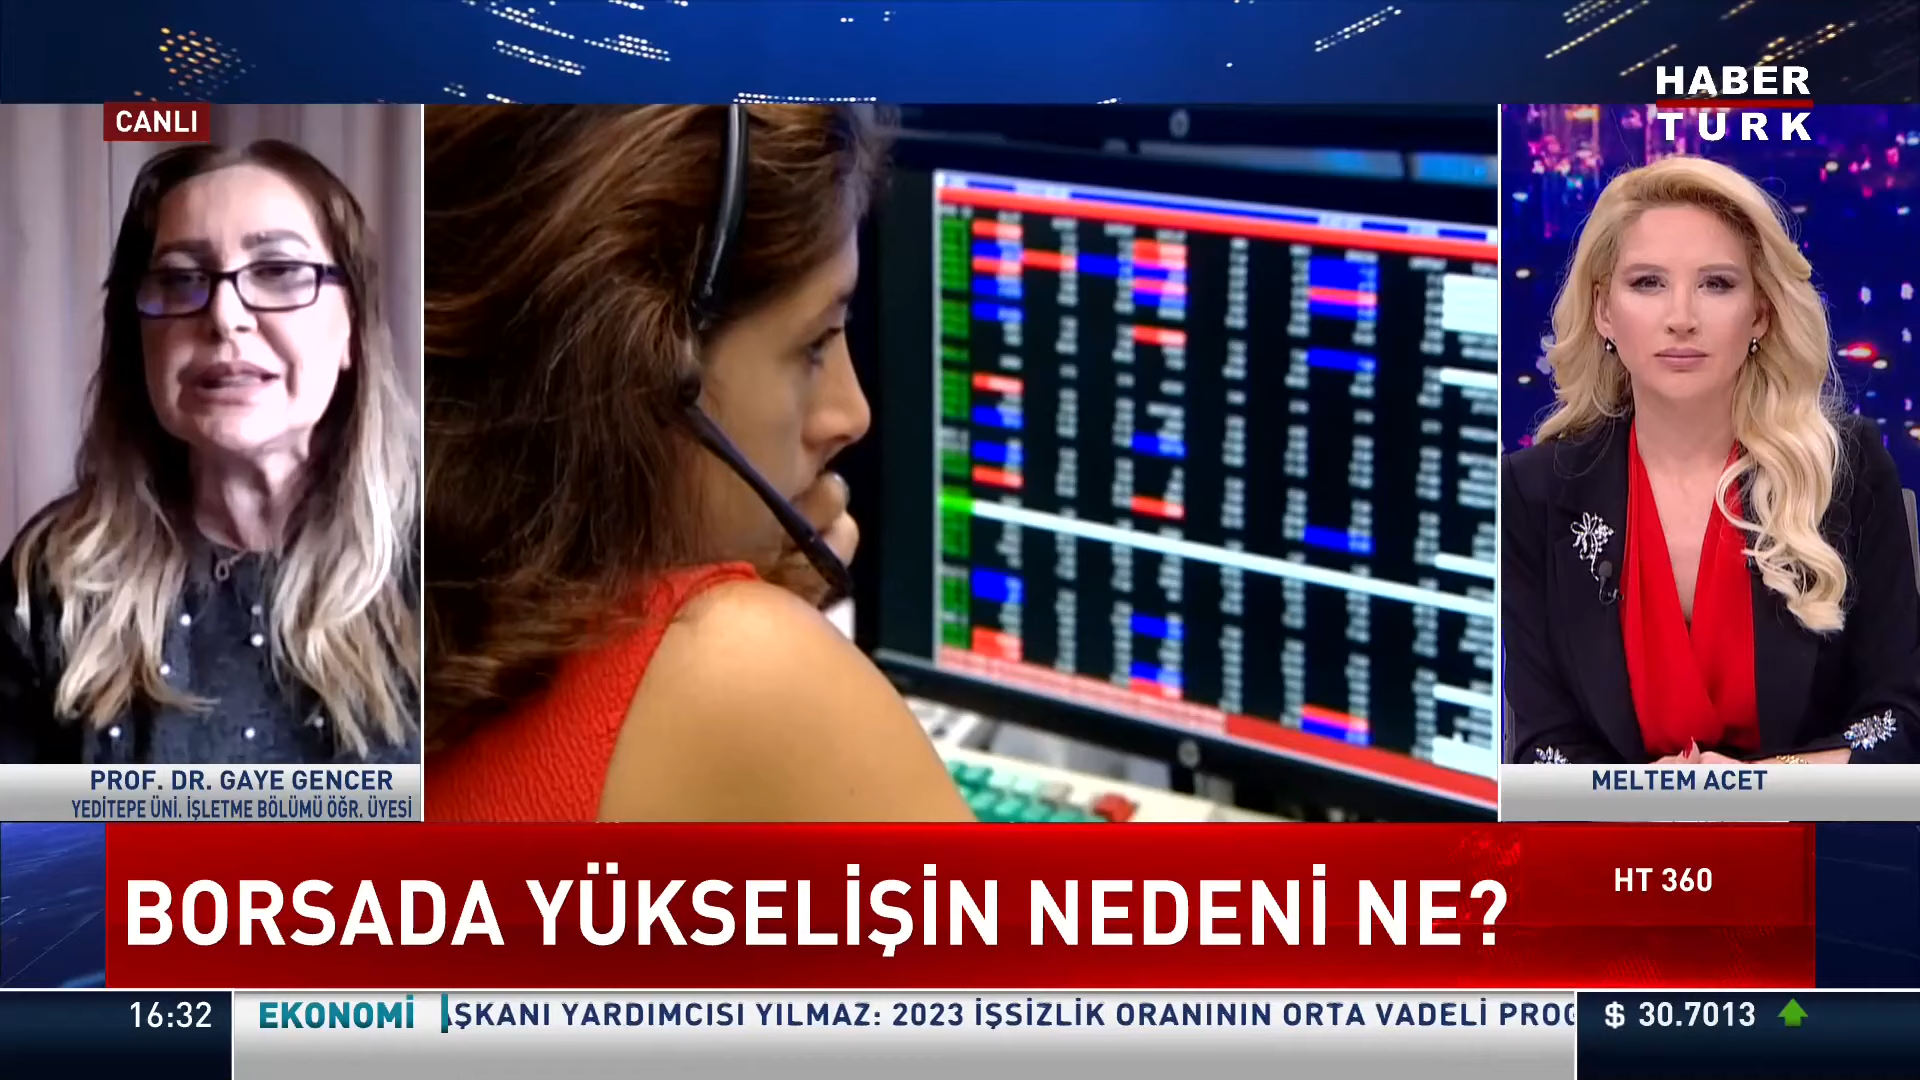 HABER
TÜRK
CANLI
PROF. DR. GAYE GENCER
YEDİTEPE ÜNİ. İŞLETME BÖLÜMÜ ÖĞR. ÜYESİ
MELTEM ACET
BORSADA YÜKSELİŞİN NEDENİ NE?
HT 360
16:32
EKONOMİ
ŞKANI YARDIMCISI YILMAZ: 2023 İŞSİZLİK ORANININ ORTA VADELİ PROG
$ 30.7013